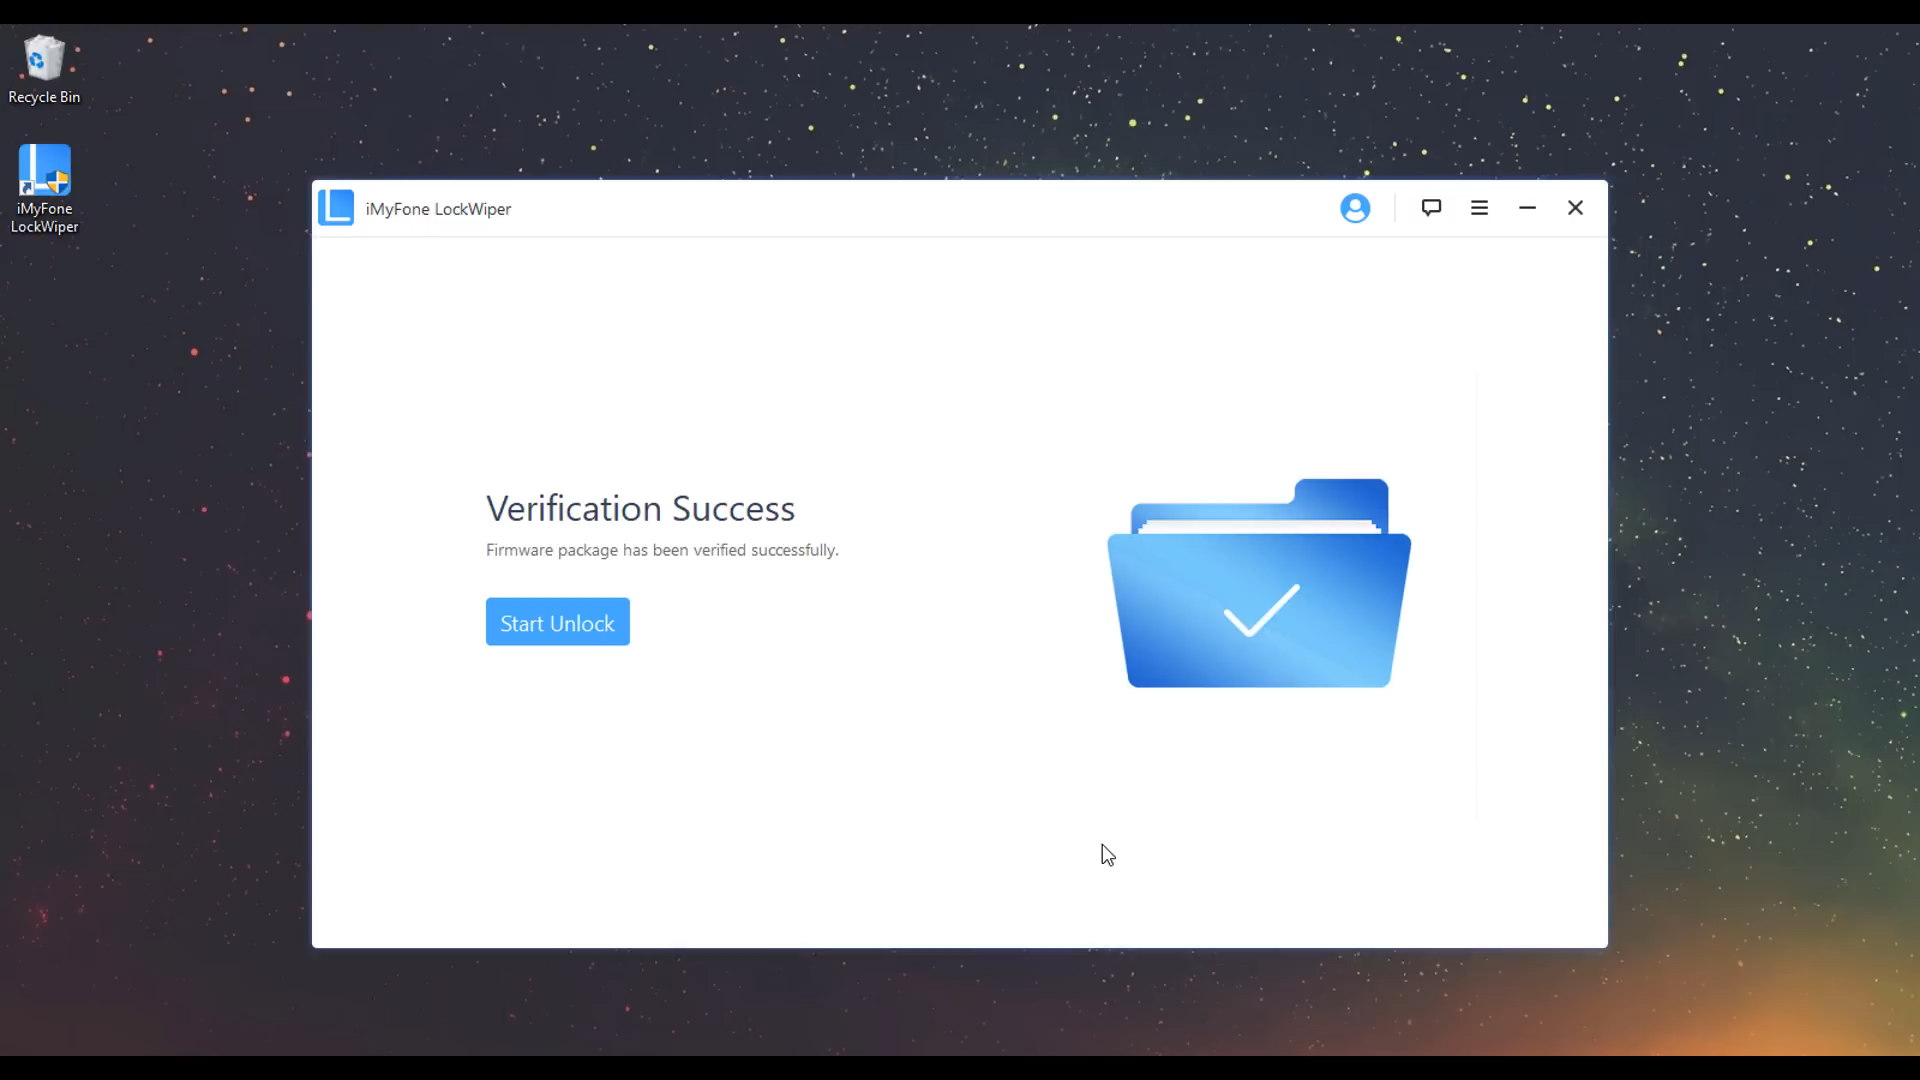 Recycle Bin
iMyFone
LockWiper
iMyFone LockWiper
Verification Success
Firmware package has been verified successfully.
Start Unlock